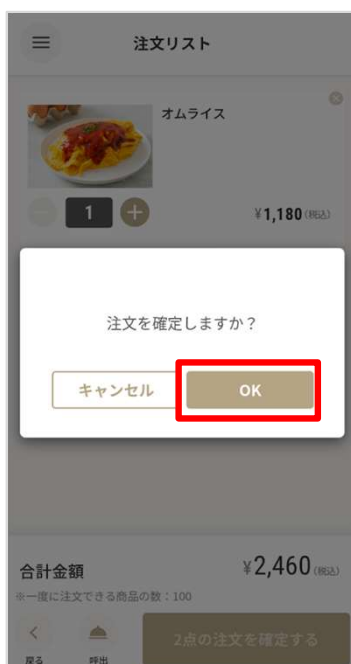 注文リスト
オムライス
1
¥1,180(税込)
注文を確定しますか？
キャンセル
OK
合計金額
¥2,460(税込)
※一度に注文できる商品の数：100
戻る
呼出
2点の注文を確定する